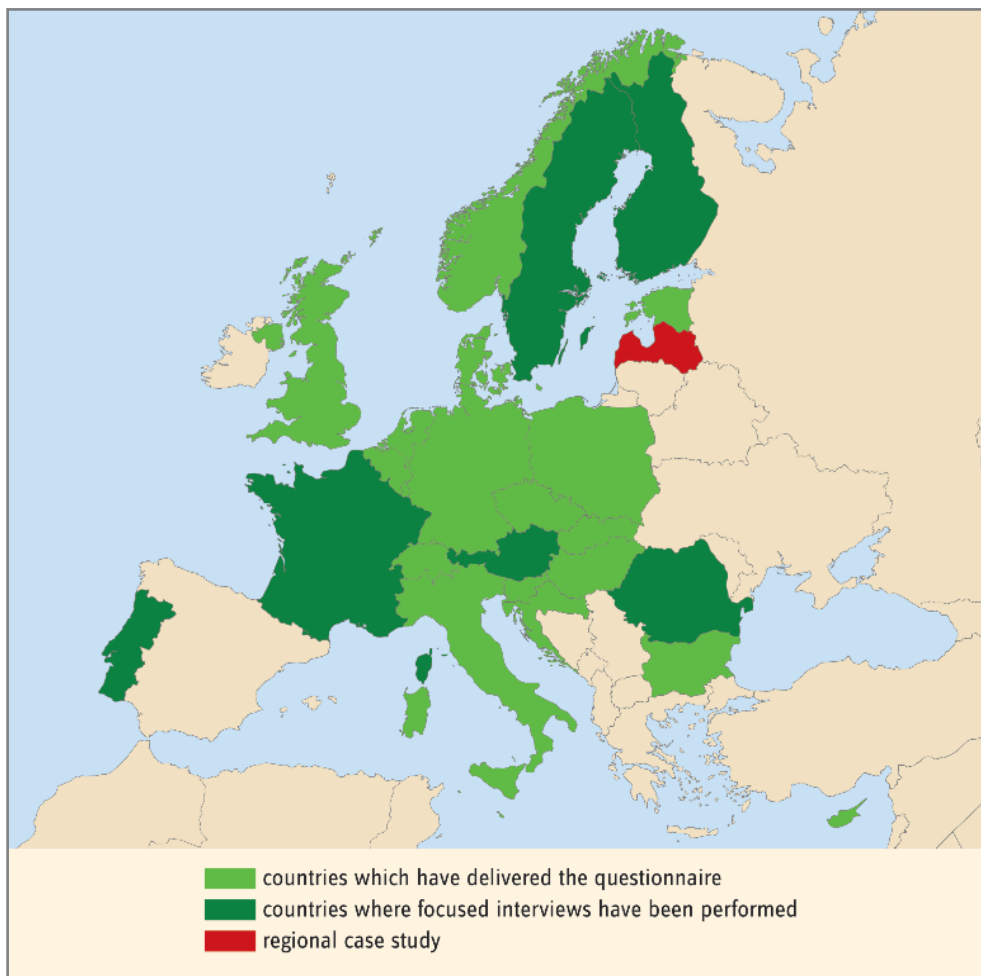 countries which have delivered the questionnaire
countries where focused interviews have been performed
regional case study